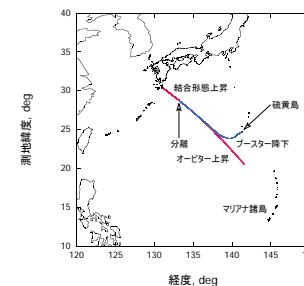 測地緯度, deg
40
35
30
25
20
15
10
結合形態上昇
硫黄島
分離
ブースター降下
オービター上昇
マリアナ諸島
120
125
130
135
140
145
経度, deg